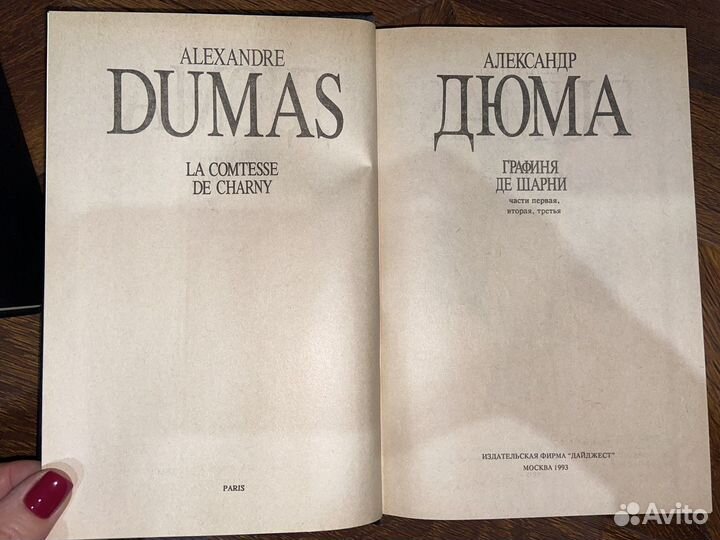 ALEXANDRE
DUMAS
LA COMTESSE
DE CHARNY
PARIS
АЛЕКСАНДР
ДЮМА
ГРАФИНЯ
ДЕ ШАРНИ
части первая,
вторая, третья
ИЗДАТЕЛЬСКАЯ ФИРМА "ДАЙДЖЕСТ"
МОСКВА 1993
Avito